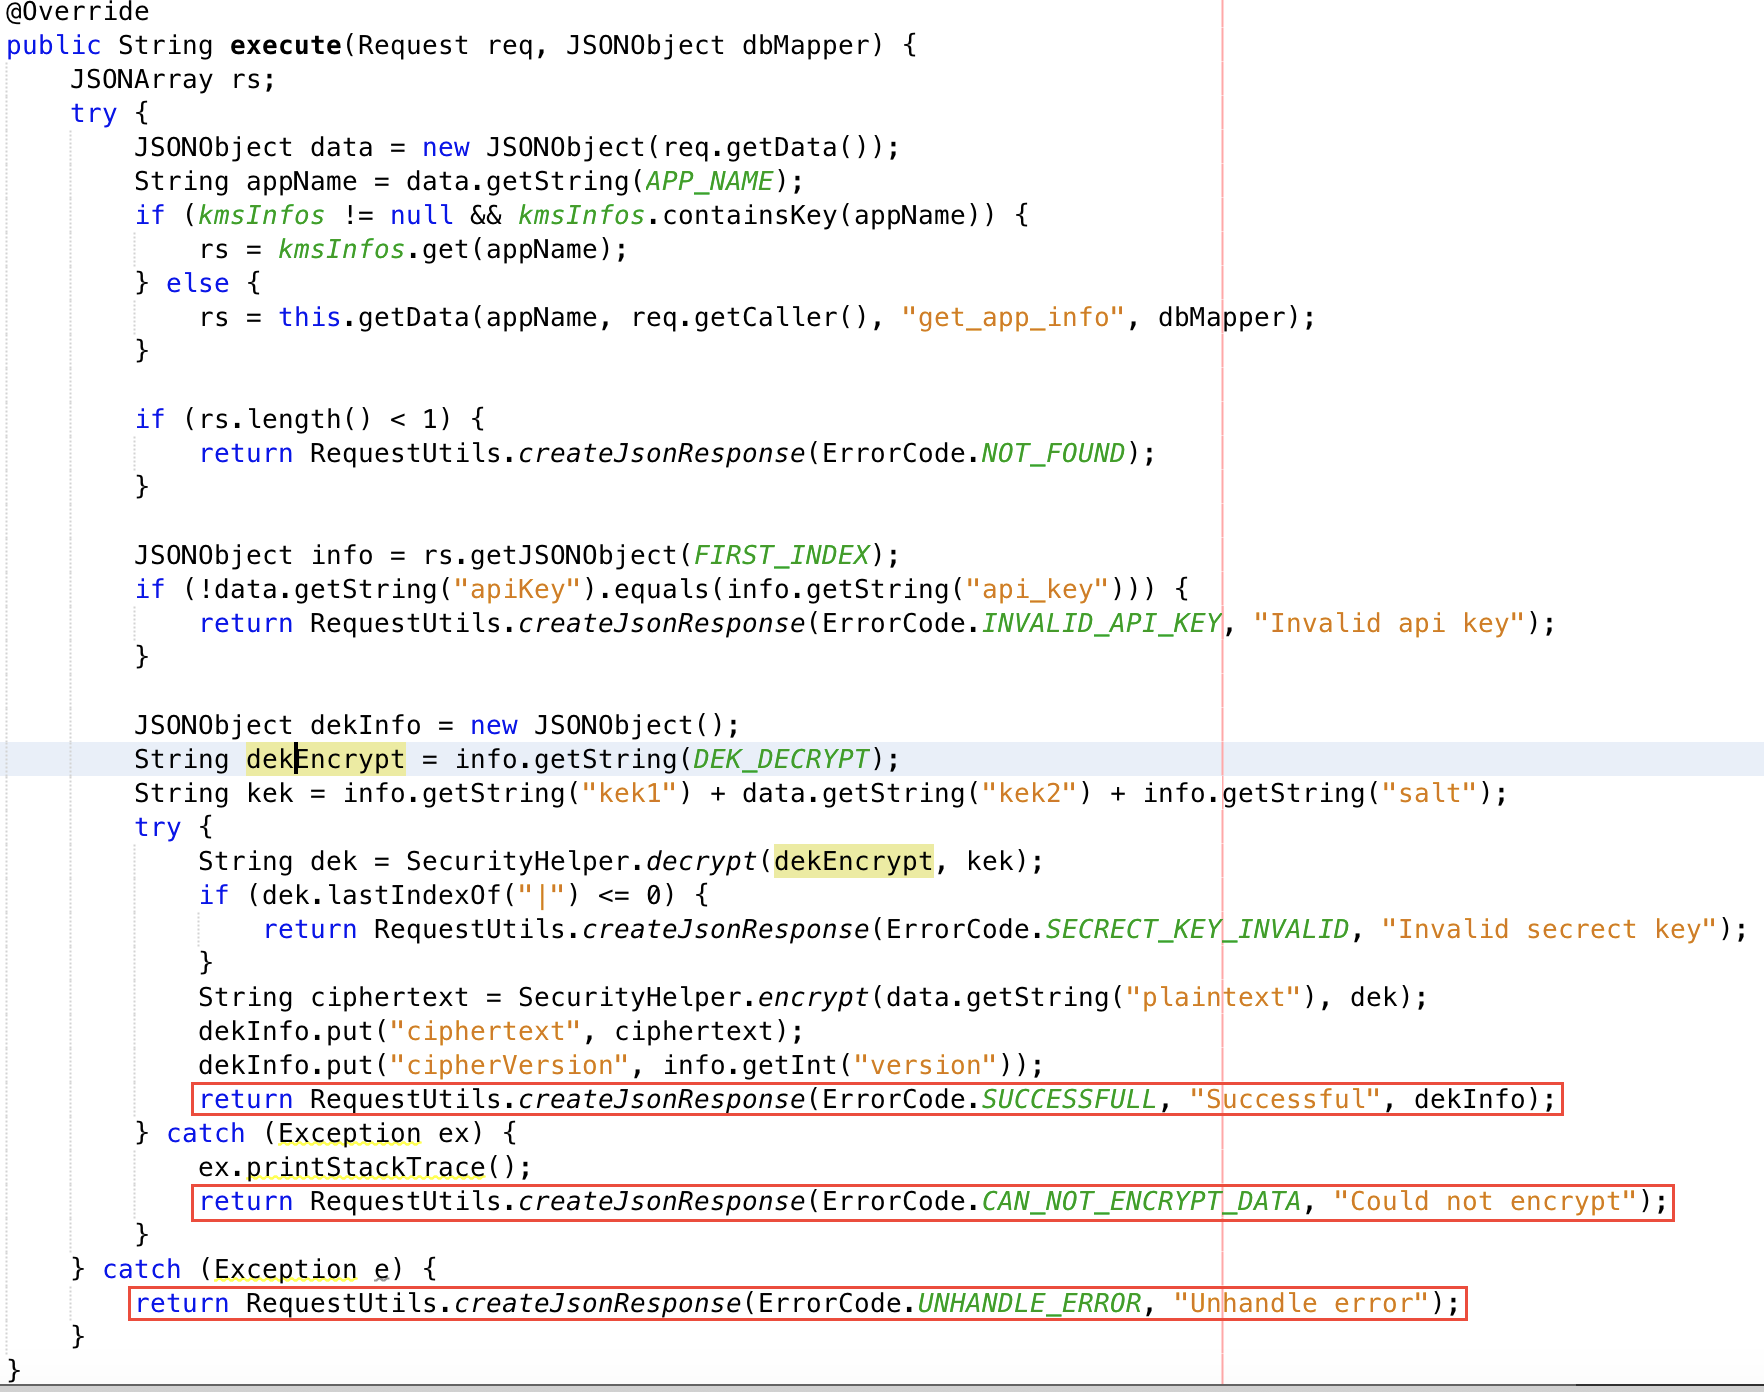 @Override
public String execute(Request req, JSONObject dbMapper) {
    JSONArray rs;
    try {
        JSONObject data = new JSONObject(req.getData());
        String appName = data.getString(APP_NAME);
        if (kmsInfos != null && kmsInfos.containsKey(appName)) {
            rs = kmsInfos.get(appName);
        } else {
            rs = this.getData(appName, req.getCaller(), "get_app_info", dbMapper);
        }

        if (rs.length() < 1) {
            return RequestUtils.createJsonResponse(ErrorCode.NOT_FOUND);
        }

        JSONObject info = rs.getJSONObject(FIRST_INDEX);
        if (!data.getString("apiKey").equals(info.getString("api_key"))) {
            return RequestUtils.createJsonResponse(ErrorCode.INVALID_API_KEY, "Invalid api key");
        }

        JSONObject dekInfo = new JSONObject();
        String dekEncrypt = info.getString(DEK_DECRYPT);
        String kek = info.getString("kek1") + data.getString("kek2") + info.getString("salt");
        try {
            String dek = SecurityHelper.decrypt(dekEncrypt, kek);
            if (dek.lastIndexOf("|") <= 0) {
                return RequestUtils.createJsonResponse(ErrorCode.SECRECT_KEY_INVALID, "Invalid secrect key");
            }
            String ciphertext = SecurityHelper.encrypt(data.getString("plaintext"), dek);
            dekInfo.put("ciphertext", ciphertext);
            dekInfo.put("cipherVersion", info.getInt("version"));
            return RequestUtils.createJsonResponse(ErrorCode.SUCCESSFULL, "Successful", dekInfo);
        } catch (Exception ex) {
            ex.printStackTrace();
            return RequestUtils.createJsonResponse(ErrorCode.CAN_NOT_ENCRYPT_DATA, "Could not encrypt");
        }
    } catch (Exception e) {
        return RequestUtils.createJsonResponse(ErrorCode.UNHANDLE_ERROR, "Unhandle error");
    }
}